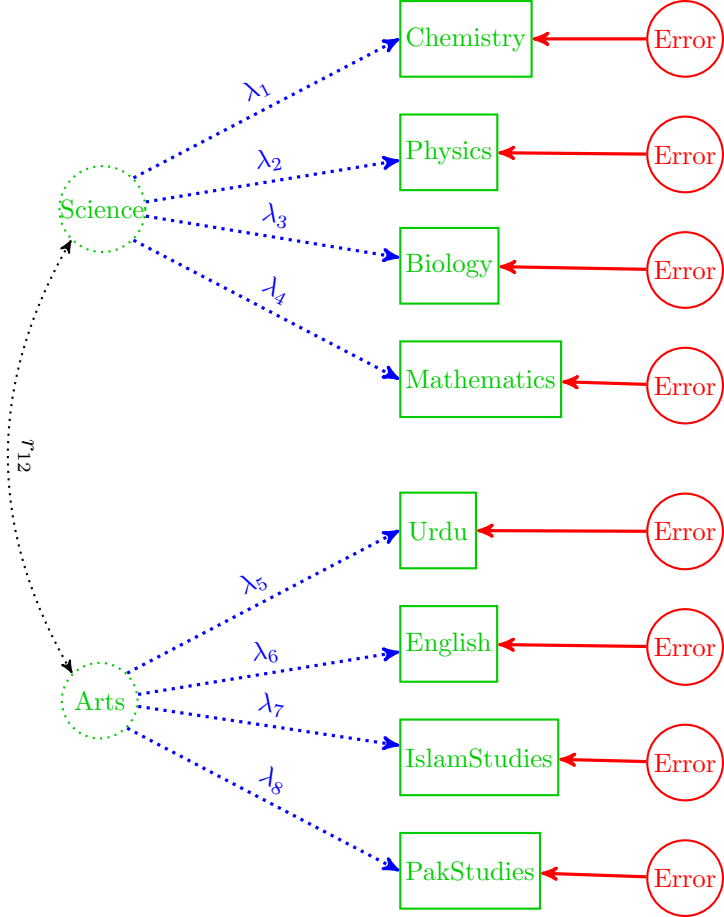 Chemistry
Error
λ₁
Physics
Error
λ₂
Science
λ₃
Biology
Error
λ₄
Mathematics
Error
r₁₂
Urdu
Error
λ₅
English
Error
λ₆
Arts
λ₇
IslamStudies
Error
λ₈
PakStudies
Error